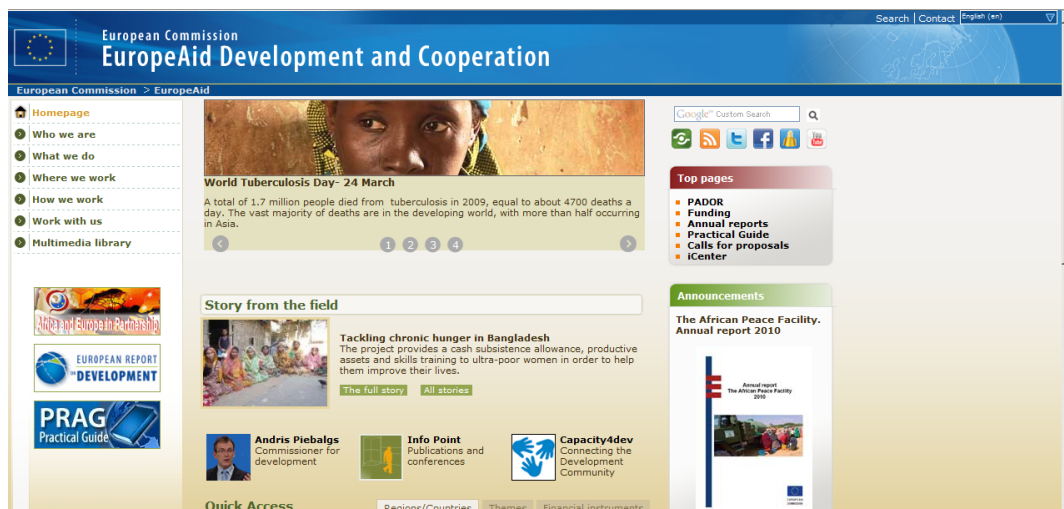 Search | Contact English (en)
European Commission
EuropeAid Development and Cooperation
European Commission > EuropeAid
Homepage
Who we are
What we do
Where we work
How we work
Work with us
Multimedia library
Africa and European Partnership
EUROPEAN REPORT
ON DEVELOPMENT
PRAG
Practical Guide
World Tuberculosis Day- 24 March
A total of 1.7 million people died from tuberculosis in 2009, equal to about 4700 deaths a
day. The vast majority of deaths are in the developing world, with more than half occurring
in Asia.
1 2 3 4
Story from the field
Tackling chronic hunger in Bangladesh
The project provides a cash subsistence allowance, productive
assets and skills training to ultra-poor women in order to help
them improve their lives.
The full story All stories
Andris Piebalgs
Commissioner for
development
Info Point
Publications and
conferences
Capacity4dev
Connecting the
Development
Community
Quick Access
Regions/Countries Themes Financial instruments
Google™ Custom Search
You
Tube
Top pages
PADOR
Funding
Annual reports
Practical Guide
Calls for proposals
iCenter
Announcements
The African Peace Facility.
Annual report 2010
Annual report
The African Peace Facility
2010